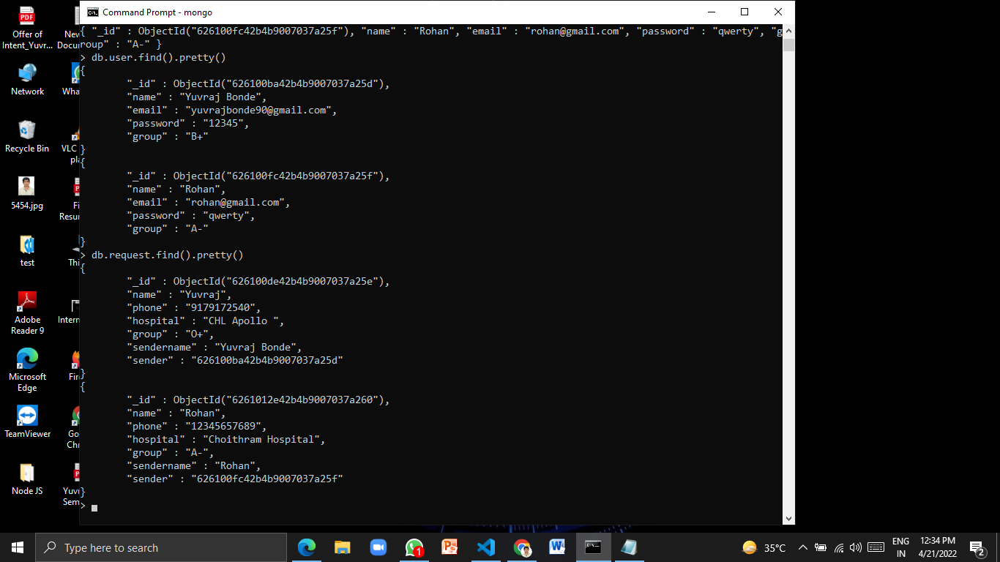 Command Prompt - mongo
{ "_id" : ObjectId("626100fc42b4b9007037a25f"), "name" : "Rohan", "email" : "rohan@gmail.com", "password" : "qwerty", "g
roup" : "A-" }
> db.user.find().pretty()
{
"_id" : ObjectId("626100ba42b4b9007037a25d"),
"name" : "Yuvraj Bonde",
"email" : "yuvrajbonde90@gmail.com",
"password" : "12345",
"group" : "B+"
}
{
"_id" : ObjectId("626100fc42b4b9007037a25f"),
"name" : "Rohan",
"email" : "rohan@gmail.com",
"password" : "qwerty",
"group" : "A-"
}
> db.request.find().pretty()
{
"_id" : ObjectId("626100de42b4b9007037a25e"),
"name" : "Yuvraj",
"phone" : "9179172540",
"hospital" : "CHL Apollo ",
"group" : "O+",
"sendername" : "Yuvraj Bonde",
"sender" : "626100ba42b4b9007037a25d"
}
{
"_id" : ObjectId("6261012e42b4b9007037a260"),
"name" : "Rohan",
"phone" : "12345657689",
"hospital" : "Choithram Hospital",
"group" : "A-",
"sendername" : "Rohan",
"sender" : "626100fc42b4b9007037a25f"
}
>
Offer of
Intent_Yuvr...
New
Docum
Network
Wha
Recycle Bin
VLC
pla
5454.jpg
Fi
Resum
test
Thi
Adobe
Reader 9
Intern
Microsoft
Edge
Fir
TeamViewer
Go
Chr
Node JS
Yuvr
Sem
Type here to search
1
35°C
ENG
IN
12:34 PM
4/21/2022
2